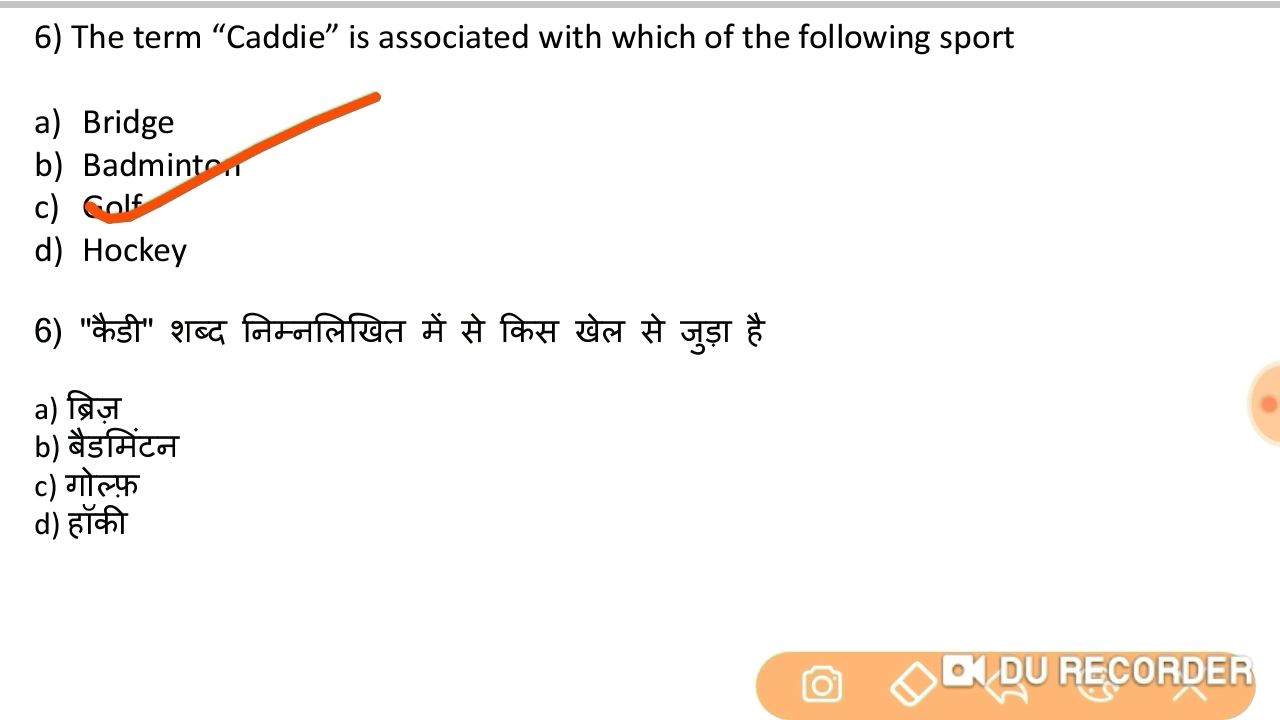 6) The term “Caddie” is associated with which of the following sport
a) Bridge
b) Badminton
c) Golf
d) Hockey
6) "कैडी" शब्द निम्नलिखित में से किस खेल से जुड़ा है
a) ब्रिज़
b) बैडमिंटन
c) गोल्फ़
d) हॉकी
DU RECORDER